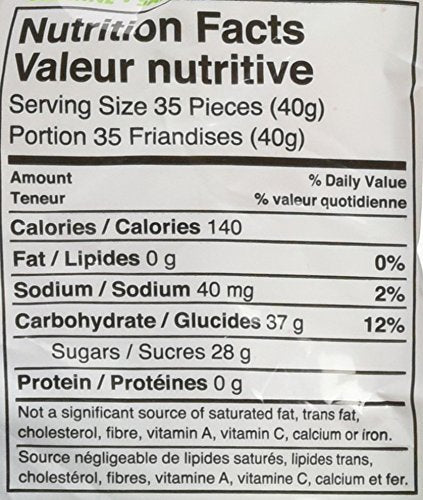 Nutrition Facts
Valeur nutritive
Serving Size 35 Pieces (40g)
Portion 35 Friandises (40g)
Amount % Daily Value
Teneur % valeur quotidienne
Calories / Calories 140
Fat / Lipides 0 g 0%
Sodium / Sodium 40 mg 2%
Carbohydrate / Glucides 37 g 12%
Sugars / Sucres 28 g
Protein / Protéines 0 g
Not a significant source of saturated fat, trans fat,
cholesterol, fibre, vitamin A, vitamin C, calcium or iron.
Source négligeable de lipides saturés, lipides trans,
cholestérol, fibres, vitamine A, vitamine C, calcium et fer.